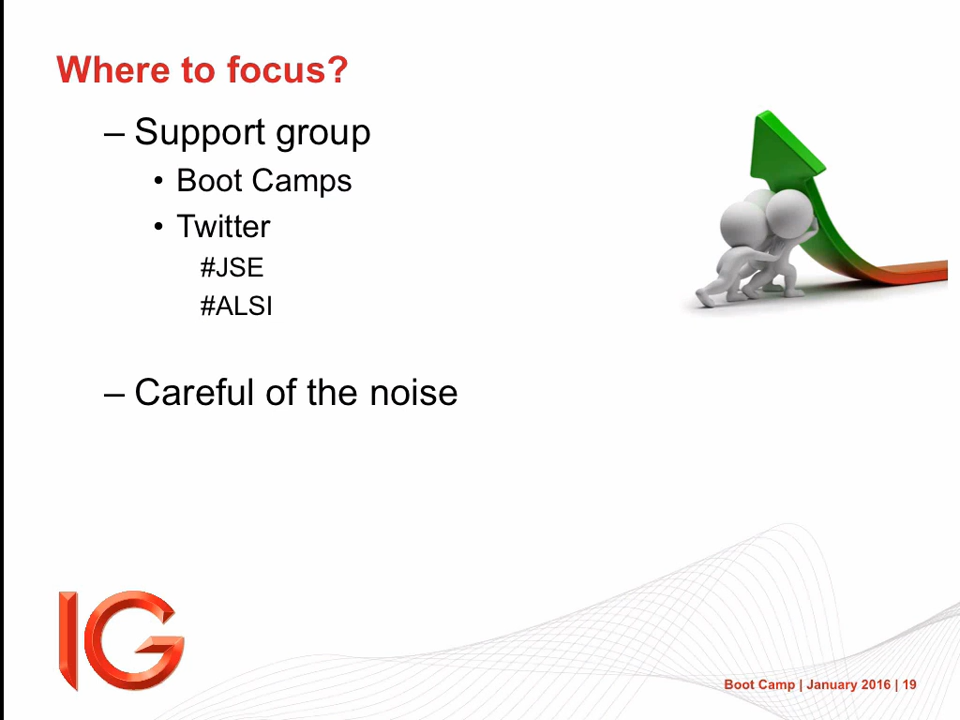 Where to focus?
– Support group
• Boot Camps
• Twitter
#JSE
#ALSI
– Careful of the noise
IG
Boot Camp | January 2016 | 19